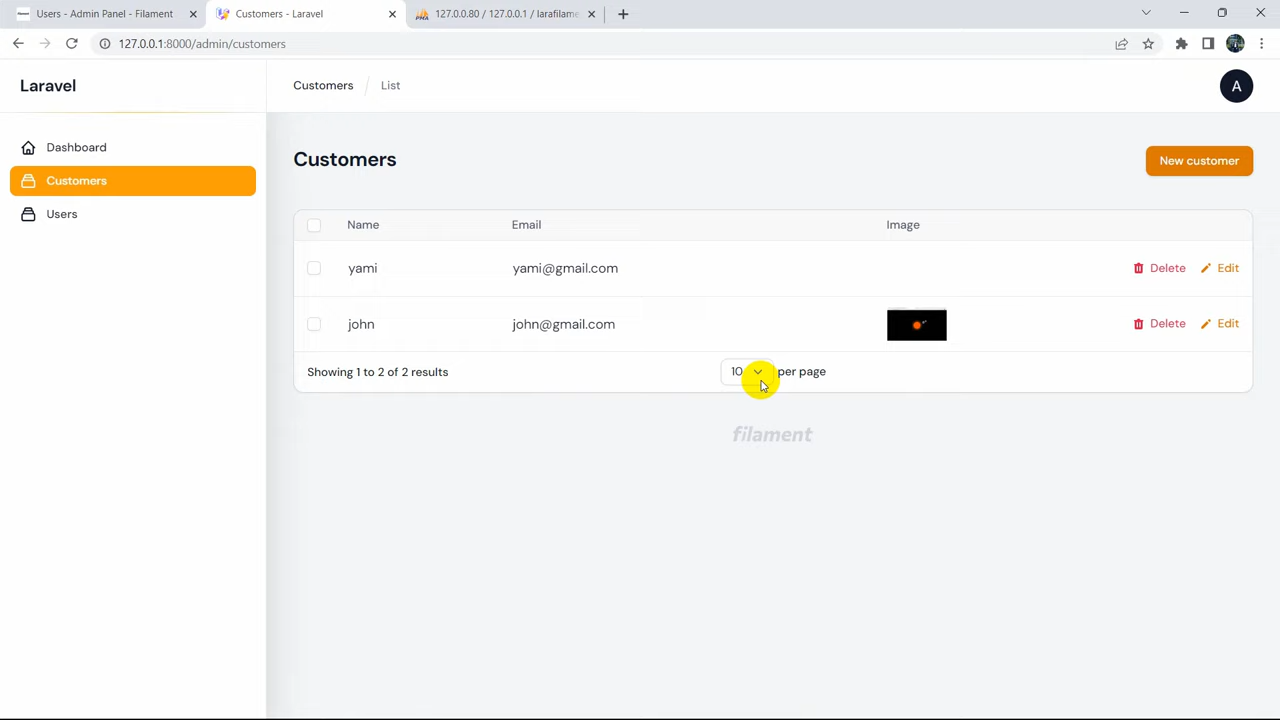 Users - Admin Panel - Filament
Customers - Laravel
127.0.0.80 / 127.0.0.1 / larafilame
127.0.0.1:8000/admin/customers
Laravel
Customers / List
A
Dashboard
Customers
Users
Customers
New customer
Name Email Image
yami yami@gmail.com Delete Edit
john john@gmail.com Delete Edit
Showing 1 to 2 of 2 results 10 per page
filament